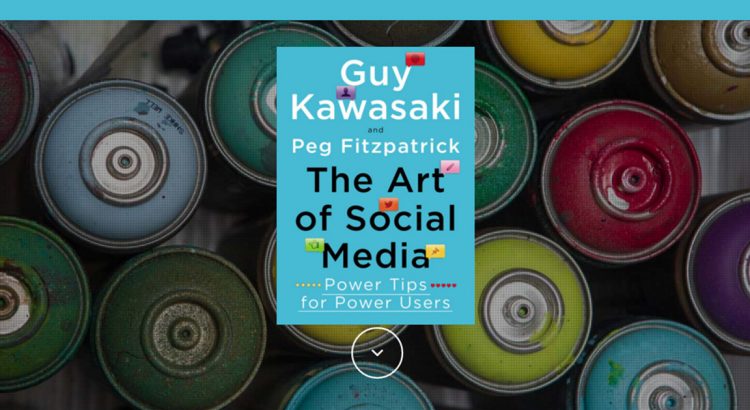 Guy
Kawasaki
and
Peg Fitzpatrick
The Art
of Social
Media
Power Tips
for Power Users